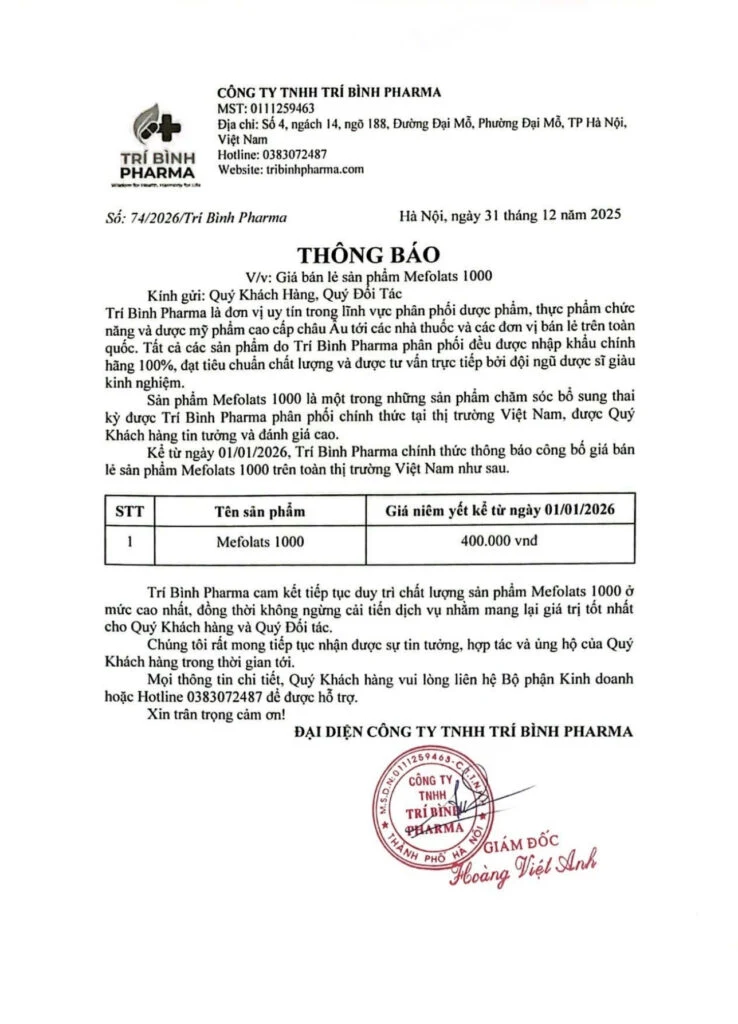 CÔNG TY TNHH TRÍ BÌNH PHARMA
MST: 0111259463
Địa chỉ: Số 4, ngách 14, ngõ 188, Đường Đại Mỗ, Phường Đại Mỗ, TP Hà Nội,
Việt Nam
Hotline: 0383072487
Website: tribinhpharma.com
TRÍ BÌNH
PHARMA
Wisdom for Health, Harmony for Life
Số: 74/2026/Trí Bình Pharma
Hà Nội, ngày 31 tháng 12 năm 2025
THÔNG BÁO
V/v: Giá bán lẻ sản phẩm Mefolats 1000
Kính gửi: Quý Khách Hàng, Quý Đối Tác
Trí Bình Pharma là đơn vị uy tín trong lĩnh vực phân phối dược phẩm, thực phẩm chức
năng và dược mỹ phẩm cao cấp châu Âu tới các nhà thuốc và các đơn vị bán lẻ trên toàn
quốc. Tất cả các sản phẩm do Trí Bình Pharma phân phối đều được nhập khẩu chính
hãng 100%, đạt tiêu chuẩn chất lượng và được tư vấn trực tiếp bởi đội ngũ dược sĩ giàu
kinh nghiệm.
Sản phẩm Mefolats 1000 là một trong những sản phẩm chăm sóc bổ sung thai
kỳ được Trí Bình Pharma phân phối chính thức tại thị trường Việt Nam, được Quý
Khách hàng tin tưởng và đánh giá cao.
Kể từ ngày 01/01/2026, Trí Bình Pharma chính thức thông báo công bố giá bán
lẻ sản phẩm Mefolats 1000 trên toàn thị trường Việt Nam như sau.
STT Tên sản phẩm Giá niêm yết kể từ ngày 01/01/2026
1 Mefolats 1000 400.000 vnđ
Trí Bình Pharma cam kết tiếp tục duy trì chất lượng sản phẩm Mefolats 1000 ở
mức cao nhất, đồng thời không ngừng cải tiến dịch vụ nhằm mang lại giá trị tốt nhất
cho Quý Khách hàng và Quý Đối tác.
Chúng tôi rất mong tiếp tục nhận được sự tin tưởng, hợp tác và ủng hộ của Quý
Khách hàng trong thời gian tới.
Mọi thông tin chi tiết, Quý Khách hàng vui lòng liên hệ Bộ phận Kinh doanh
hoặc Hotline 0383072487 để được hỗ trợ.
Xin trân trọng cảm ơn!
ĐẠI DIỆN CÔNG TY TNHH TRÍ BÌNH PHARMA
M.S.D.N:0111259463-C.T.T.N.H.H
CÔNG TY
TNHH
TRÍ BÌNH
PHARMA
THÀNH PHỐ HÀ NỘI
GIÁM ĐỐC
Hoàng Việt Anh